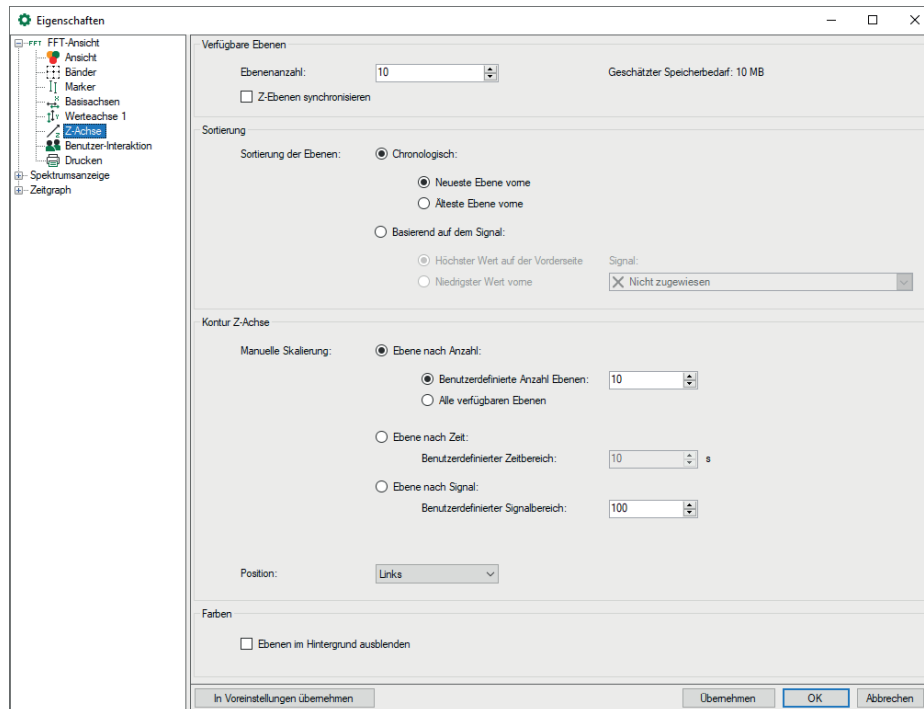 Eigenschaften
FFT FFT-Ansicht
Ansicht
Bänder
Marker
Basisachsen
Werteachse 1
Z-Achse
Benutzer-Interaktion
Drucken
Spektrumsanzeige
Zeitgraph
Verfügbare Ebenen
Ebenenanzahl: 10 Geschätzter Speicherbedarf: 10 MB
Z-Ebenen synchronisieren
Sortierung
Sortierung der Ebenen: Chronologisch:
Neueste Ebene vorne
Älteste Ebene vorne
Basierend auf dem Signal:
Höchster Wert auf der Vorderseite Signal:
Niedrigster Wert vorne Nicht zugewiesen
Kontur Z-Achse
Manuelle Skalierung: Ebene nach Anzahl:
Benutzerdefinierte Anzahl Ebenen: 10
Alle verfügbaren Ebenen
Ebene nach Zeit:
Benutzerdefinierter Zeitbereich: 10 s
Ebene nach Signal:
Benutzerdefinierter Signalbereich: 100
Position: Links
Farben
Ebenen im Hintergrund ausblenden
In Voreinstellungen übernehmen Übernehmen OK Abbrechen